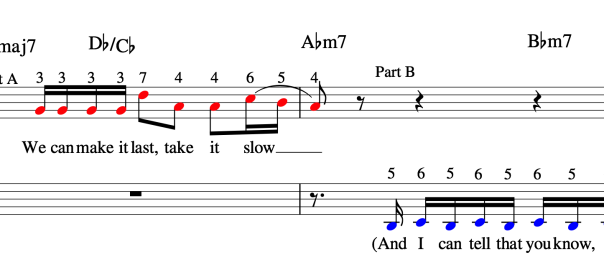 maj7 D♭/C♭ A♭m7 B♭m7
t A 3 3 3 3 7 4 4 6 5 4 Part B
We can make it last, take it slow
5 6 5 6 5 6 5
(And I can tell that you know,